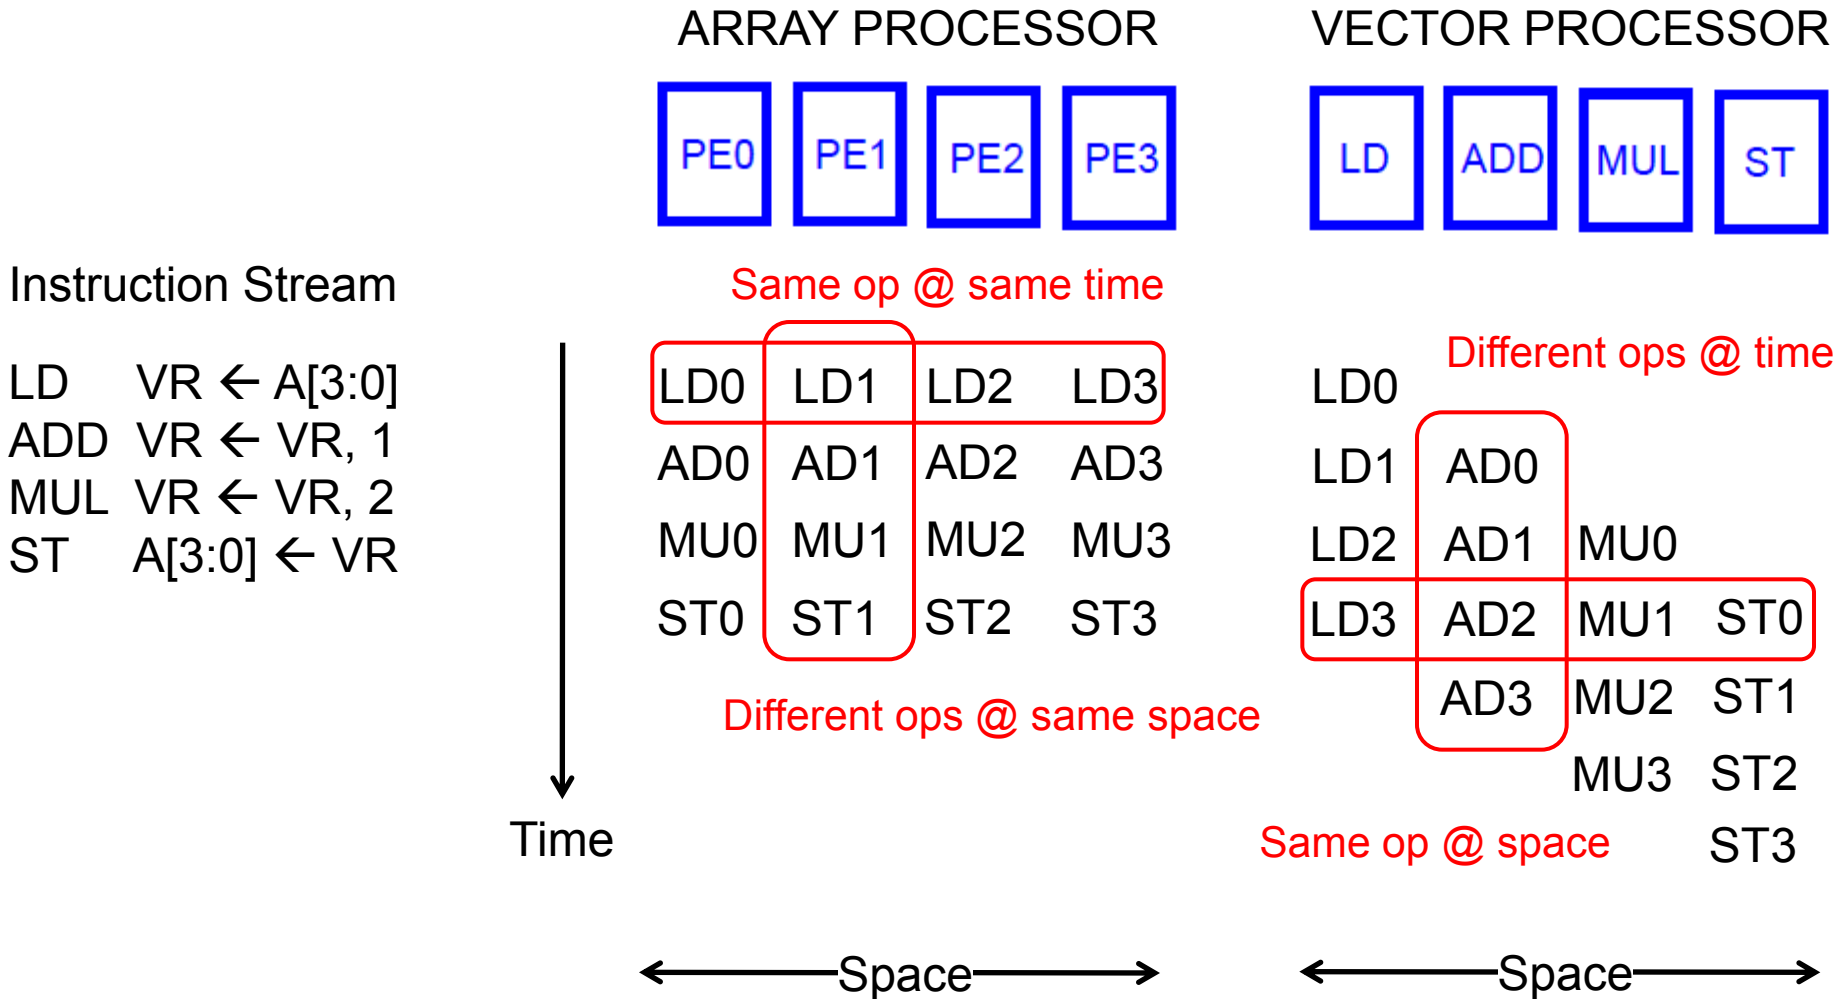 ARRAY PROCESSOR VECTOR PROCESSOR
PE0 PE1 PE2 PE3 LD ADD MUL ST
Instruction Stream
Same op @ same time
Different ops @ time
LD VR ← A[3:0]
ADD VR ← VR, 1
MUL VR ← VR, 2
ST A[3:0] ← VR
LD0 LD1 LD2 LD3
AD0 AD1 AD2 AD3
MU0 MU1 MU2 MU3
ST0 ST1 ST2 ST3
Different ops @ same space
LD0
LD1 AD0
LD2 AD1 MU0
LD3 AD2 MU1 ST0
AD3 MU2 ST1
MU3 ST2
ST3
Same op @ space
Time
Space Space